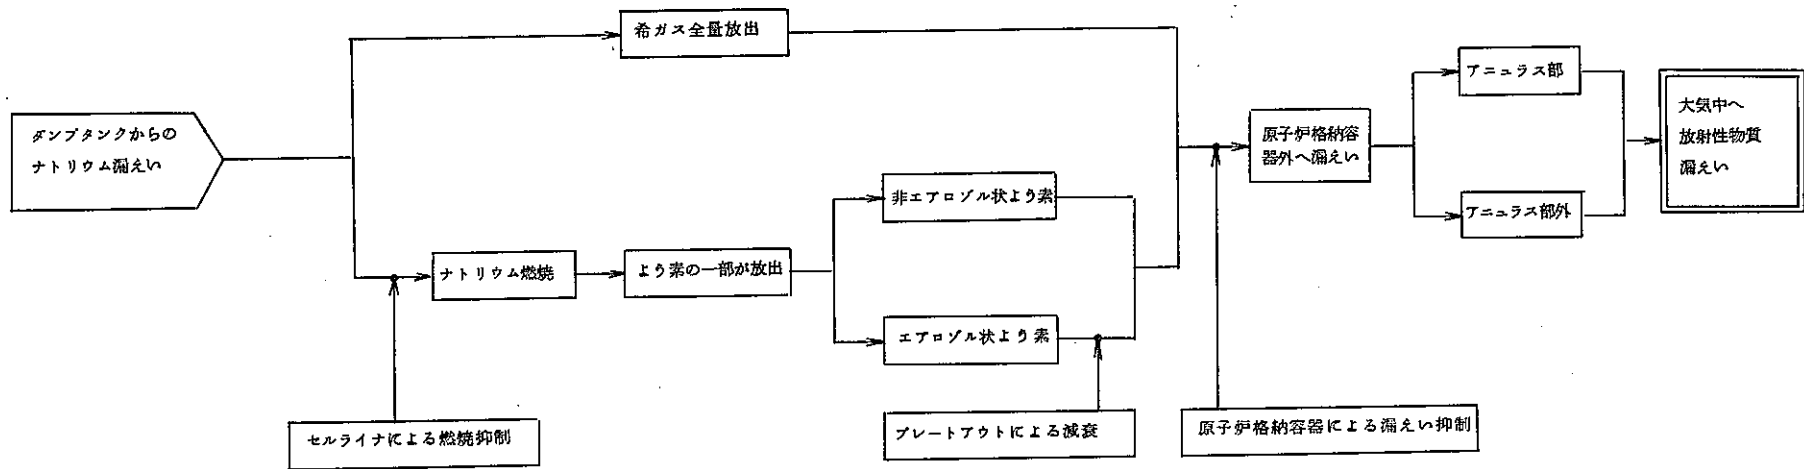 希ガス全量放出
アニュラス部
ダンプタンクからの
ナトリウム漏えい
原子炉格納容
器外へ漏えい
大気中へ
放射性物質
漏えい
非エアロゾル状よう素
アニュラス部外
ナトリウム燃焼
よう素の一部が放出
エアロゾル状よう素
セルライナによる燃焼抑制
プレートアウトによる減衰
原子炉格納容器による漏えい抑制